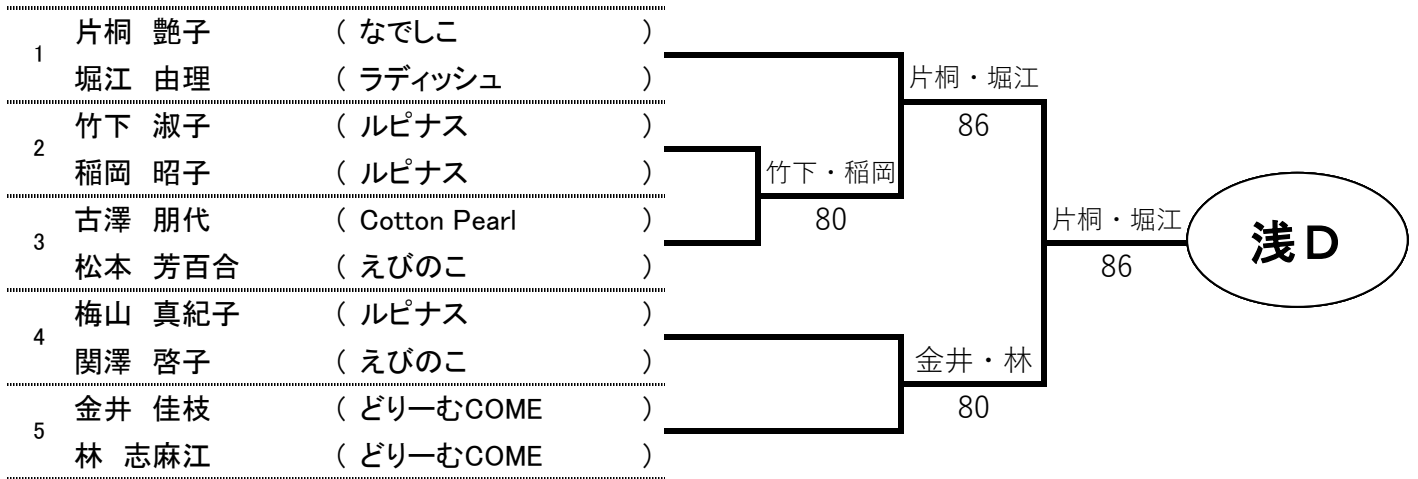 1
片桐 艶子 ( なでしこ )
堀江 由理 ( ラディッシュ )
2
竹下 淑子 ( ルピナス )
稲岡 昭子 ( ルピナス )
3
古澤 朋代 ( Cotton Pearl )
松本 芳百合 ( えびのこ )
4
梅山 真紀子 ( ルピナス )
関澤 啓子 ( えびのこ )
5
金井 佳枝 ( どりーむCOME )
林 志麻江 ( どりーむCOME )
竹下・稲岡
80
片桐・堀江
86
金井・林
80
片桐・堀江
86
浅D